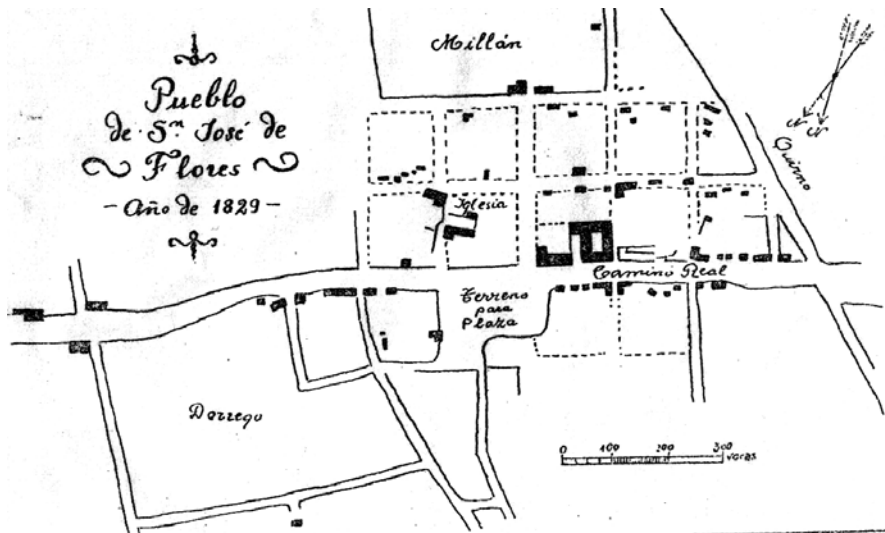 Pueblo
de Sⁿ José de
Flores
- Año de 1829 -
Millán
Iglesia
Camino Real
Terreno
para
Plaza
Dorrego
0 100 200 300
varas